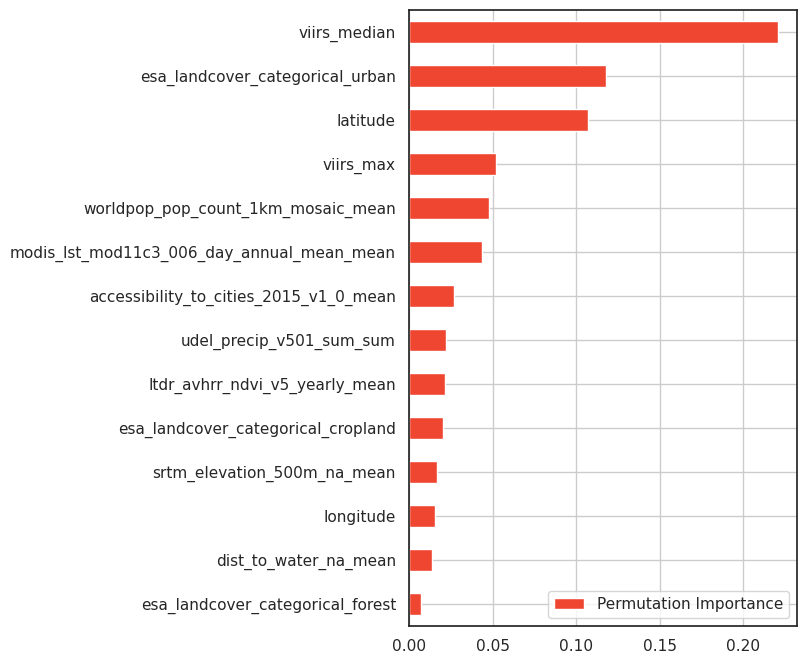 viirs_median
esa_landcover_categorical_urban
latitude
viirs_max
worldpop_pop_count_1km_mosaic_mean
modis_lst_mod11c3_006_day_annual_mean_mean
accessibility_to_cities_2015_v1_0_mean
udel_precip_v501_sum_sum
ltdr_avhrr_ndvi_v5_yearly_mean
esa_landcover_categorical_cropland
srtm_elevation_500m_na_mean
longitude
dist_to_water_na_mean
esa_landcover_categorical_forest
Permutation Importance
0.00 0.05 0.10 0.15 0.20